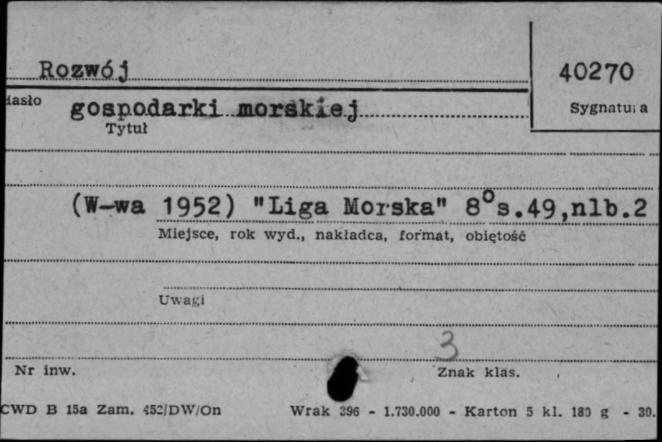 Rozwój
40270
Hasło
Sygnatura
gospodarki morskiej
Tytuł
(W-wa 1952) "Liga Morska" 8°s.49,nlb.2
Miejsce, rok wyd., nakładca, format, objętość
Uwagi
3
Nr inw.
Znak klas.
CWD B 15a Zam. 452/DW/On Wrak 396 - 1.730.000 - Karton 5 kl. 180 g - 30.